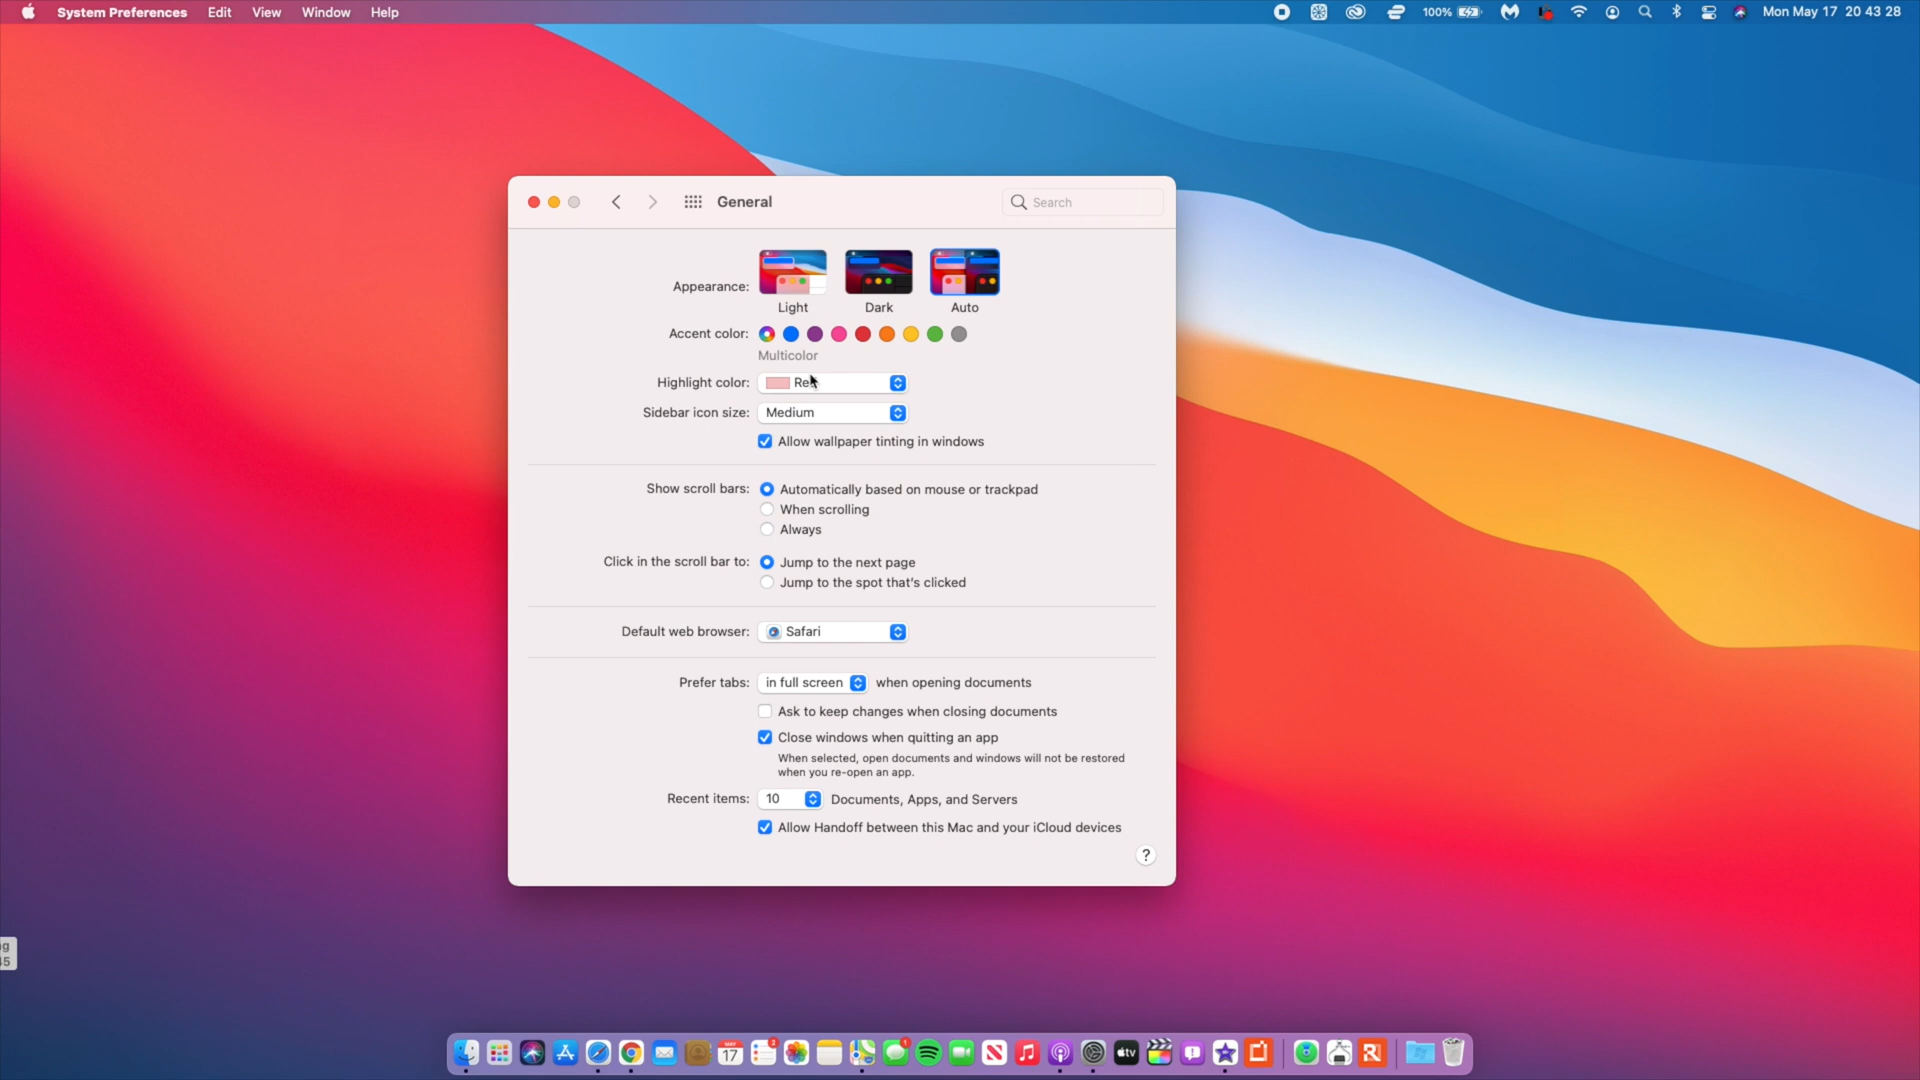 System Preferences Edit View Window Help 100% Mon May 17 20 43 28
General Search
Appearance:
Light Dark Auto
Accent color:
Multicolor
Highlight color:
Sidebar icon size: Medium
Allow wallpaper tinting in windows
Show scroll bars: Automatically based on mouse or trackpad
When scrolling
Always
Click in the scroll bar to: Jump to the next page
Jump to the spot that's clicked
Default web browser: Safari
Prefer tabs: in full screen when opening documents
Ask to keep changes when closing documents
Close windows when quitting an app
When selected, open documents and windows will not be restored
when you re-open an app.
Recent items: 10 Documents, Apps, and Servers
Allow Handoff between this Mac and your iCloud devices
?
MAY 2 1 tv
17